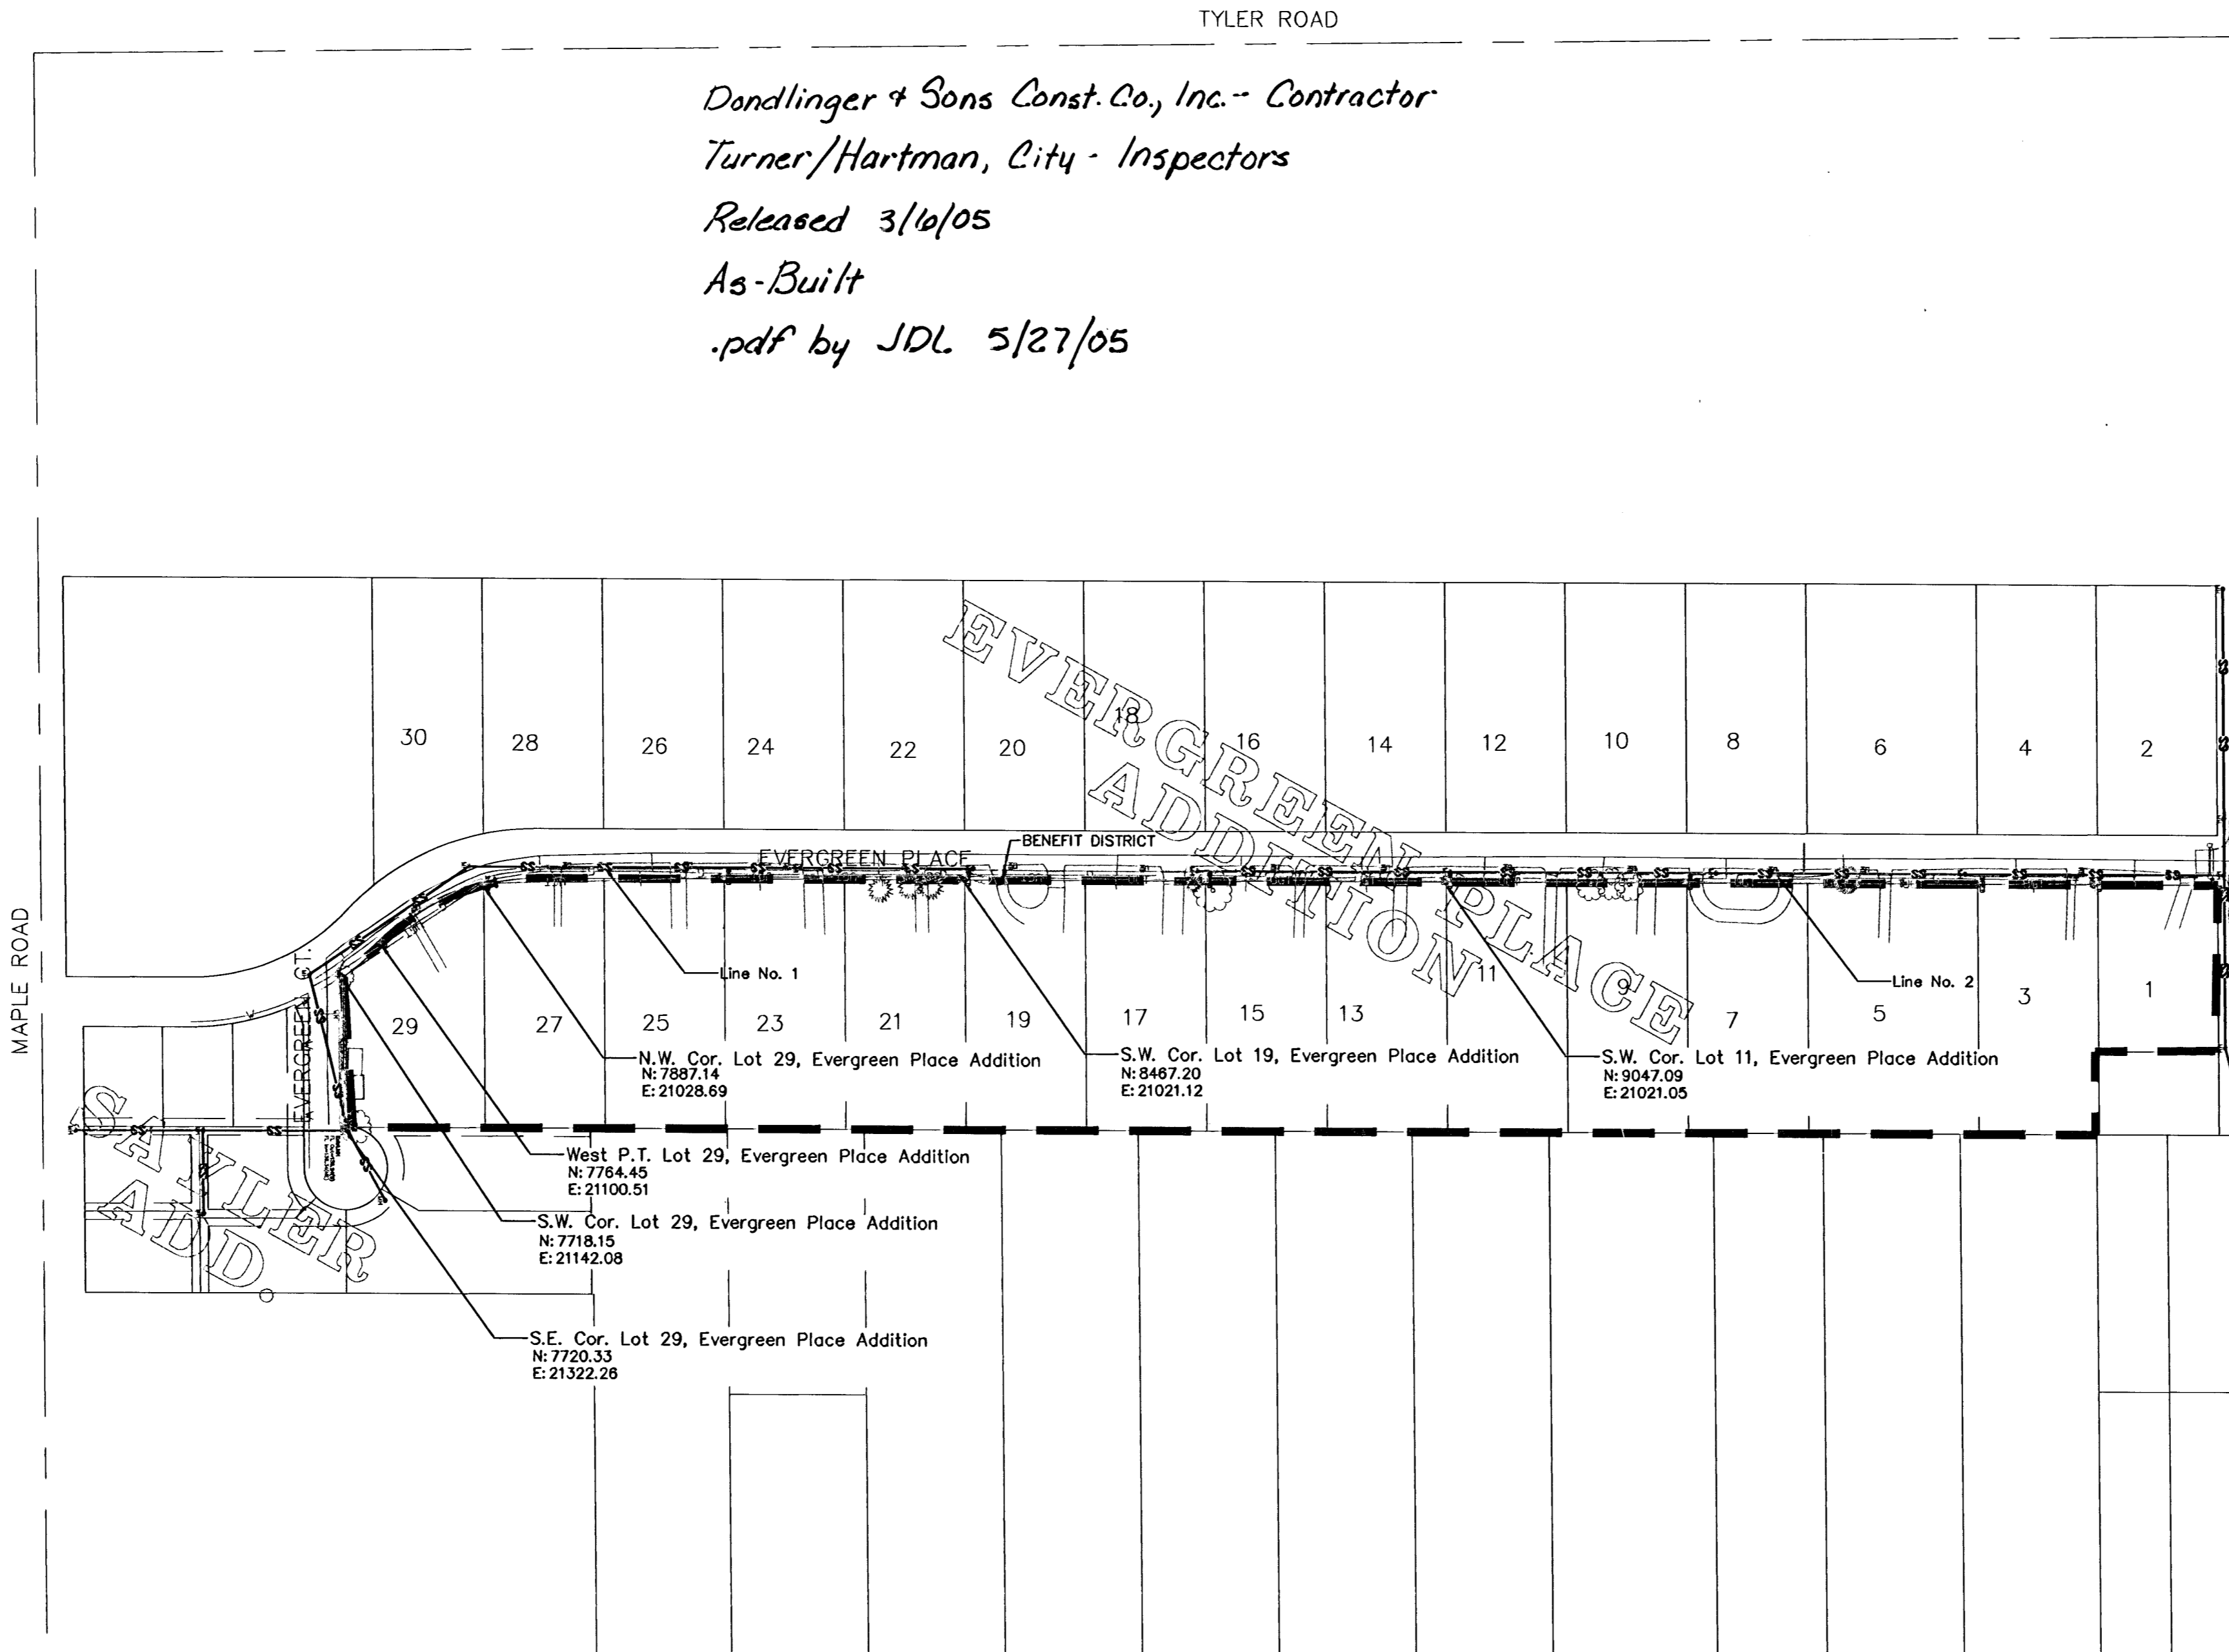 TYLER ROAD
Dondlinger & Sons Const. Co., Inc. - Contractor
Turner/Hartman, City - Inspectors
Released 3/6/05
As-Built
.pdf by JDL 5/27/05
MAPLE ROAD
30
28
26
24
22
20
18
16
14
12
10
8
6
4
2
EVERGREEN PLACE
ADDITION
BENEFIT DISTRICT
EVERGREEN PLACE
Line No. 1
Line No. 2
EVERGREEN CT.
29
27
25
23
21
19
17
15
13
11
9
7
5
3
1
N.W. Cor. Lot 29, Evergreen Place Addition
N: 7887.14
E: 21028.69
S.W. Cor. Lot 19, Evergreen Place Addition
N: 8467.20
E: 21021.12
S.W. Cor. Lot 11, Evergreen Place Addition
N: 9047.09
E: 21021.05
West P.T. Lot 29, Evergreen Place Addition
N: 7764.45
E: 21100.51
S.W. Cor. Lot 29, Evergreen Place Addition
N: 7718.15
E: 21142.08
S.E. Cor. Lot 29, Evergreen Place Addition
N: 7720.33
E: 21322.26
SAYLER
ADD.